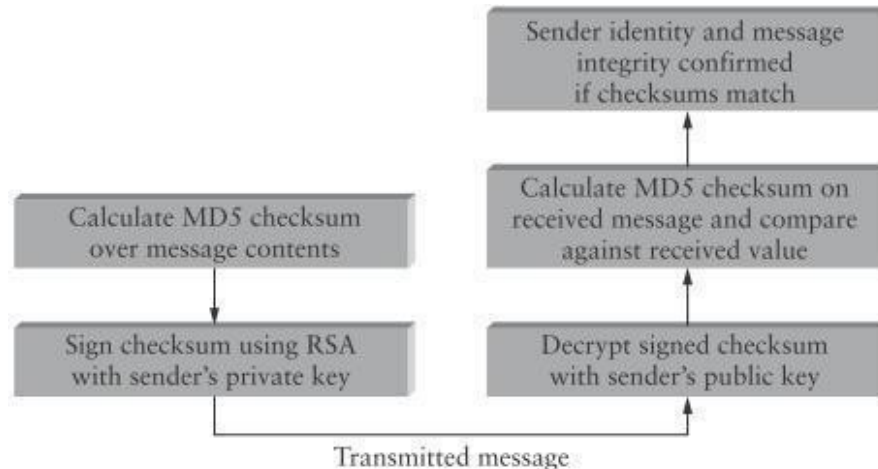 Sender identity and message
integrity confirmed
if checksums match
Calculate MD5 checksum on
received message and compare
against received value
Calculate MD5 checksum
over message contents
Sign checksum using RSA
with sender's private key
Decrypt signed checksum
with sender's public key
Transmitted message